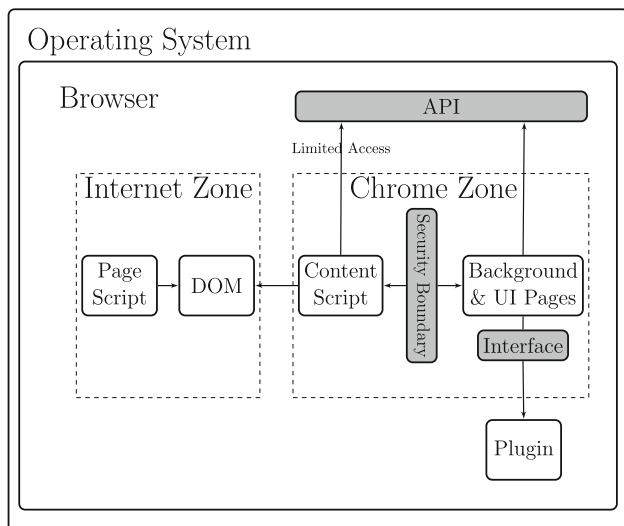 Operating System
Browser
API
Limited Access
Internet Zone
Chrome Zone
Page
Script
DOM
Content
Script
Security Boundary
Background
& UI Pages
Interface
Plugin